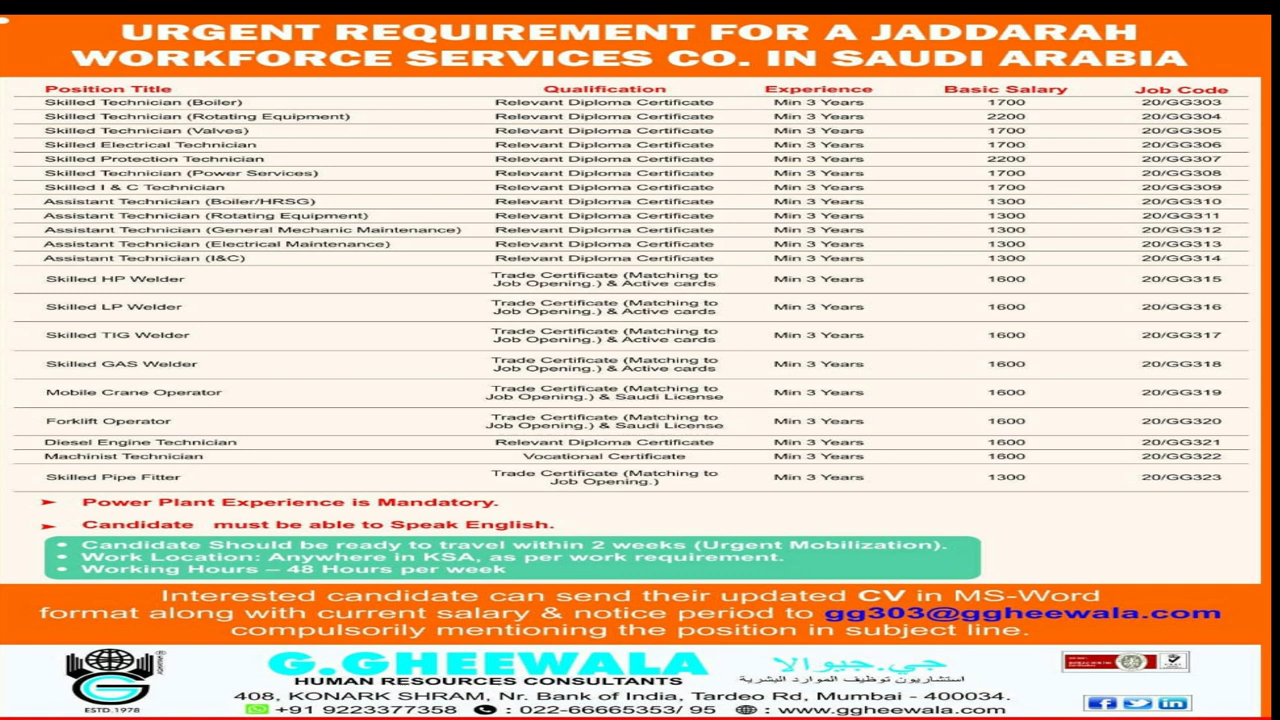 URGENT REQUIREMENT FOR A JADDARAH
WORKFORCE SERVICES CO. IN SAUDI ARABIA
Position Title Qualification Experience Basic Salary Job Code
Skilled Technician (Boiler) Relevant Diploma Certificate Min 3 Years 1700 20/GG303
Skilled Technician (Rotating Equipment) Relevant Diploma Certificate Min 3 Years 2200 20/GG304
Skilled Technician (Valves) Relevant Diploma Certificate Min 3 Years 1700 20/GG305
Skilled Electrical Technician Relevant Diploma Certificate Min 3 Years 1700 20/GG306
Skilled Protection Technician Relevant Diploma Certificate Min 3 Years 2200 20/GG307
Skilled Technician (Power Services) Relevant Diploma Certificate Min 3 Years 1700 20/GG308
Skilled I & C Technician Relevant Diploma Certificate Min 3 Years 1700 20/GG309
Assistant Technician (Boiler/HRSG) Relevant Diploma Certificate Min 3 Years 1300 20/GG310
Assistant Technician (Rotating Equipment) Relevant Diploma Certificate Min 3 Years 1300 20/GG311
Assistant Technician (General Mechanic Maintenance) Relevant Diploma Certificate Min 3 Years 1300 20/GG312
Assistant Technician (Electrical Maintenance) Relevant Diploma Certificate Min 3 Years 1300 20/GG313
Assistant Technician (I&C) Relevant Diploma Certificate Min 3 Years 1300 20/GG314
Skilled HP Welder Trade Certificate (Matching to
Job Opening.) & Active cards Min 3 Years 1600 20/GG315
Skilled LP Welder Trade Certificate (Matching to
Job Opening.) & Active cards Min 3 Years 1600 20/GG316
Skilled TIG Welder Trade Certificate (Matching to
Job Opening.) & Active cards Min 3 Years 1600 20/GG317
Skilled GAS Welder Trade Certificate (Matching to
Job Opening.) & Active cards Min 3 Years 1600 20/GG318
Mobile Crane Operator Trade Certificate (Matching to
Job Opening.) & Saudi License Min 3 Years 1600 20/GG319
Forklift Operator Trade Certificate (Matching to
Job Opening.) & Saudi License Min 3 Years 1600 20/GG320
Diesel Engine Technician Relevant Diploma Certificate Min 3 Years 1600 20/GG321
Machinist Technician Vocational Certificate Min 3 Years 1600 20/GG322
Skilled Pipe Fitter Trade Certificate (Matching to
Job Opening.) Min 3 Years 1300 20/GG323
➤ Power Plant Experience is Mandatory.
➤ Candidate must be able to Speak English.
• Candidate Should be ready to travel within 2 weeks (Urgent Mobilization).
• Work Location: Anywhere in KSA, as per work requirement.
• Working Hours – 48 Hours per week
Interested candidate can send their updated CV in MS-Word
format along with current salary & notice period to gg303@ggheewala.com
compulsorily mentioning the position in subject line.
G.GHEEWALA جي.جيوالا
HUMAN RESOURCES CONSULTANTS استشاريون توظيف الموارد البشرية
408, KONARK SHRAM, Nr. Bank of India, Tardeo Rd, Mumbai - 400034.
ESTD.1978 +91 9223377358 : 022-66665353/ 95 : www.ggheewala.com